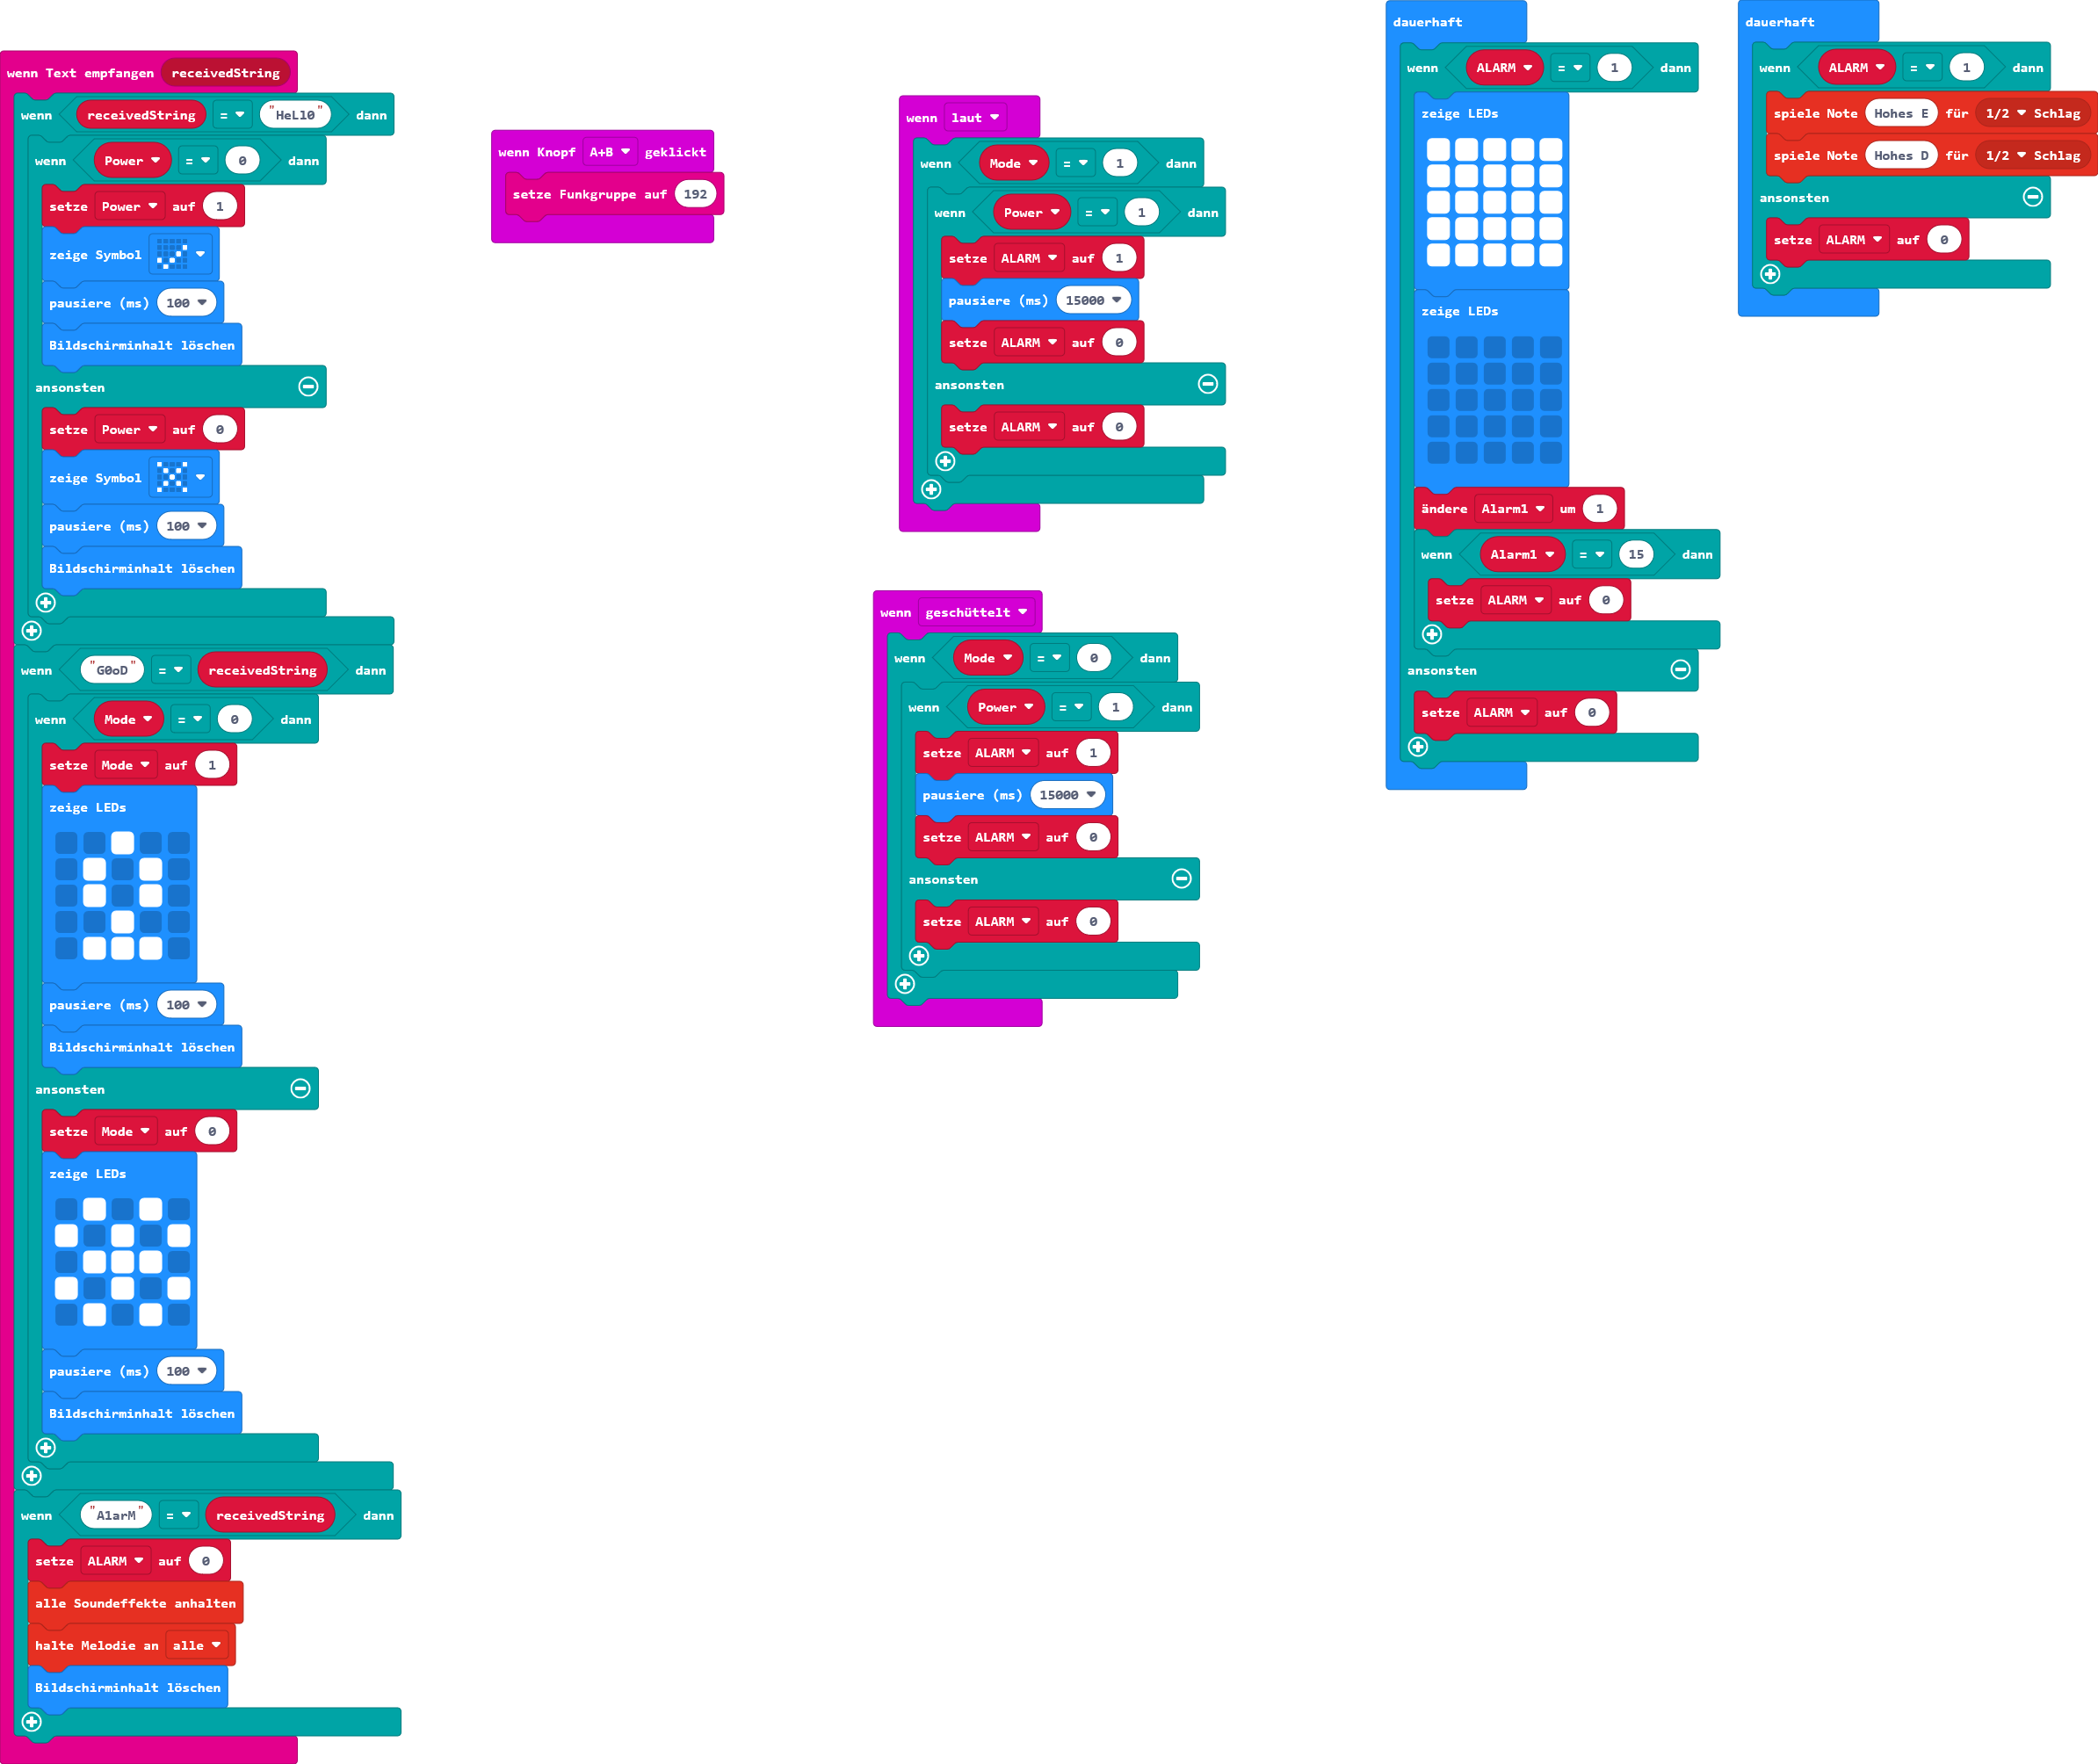 wenn Text empfangen receivedString
wenn receivedString = "HeLl0" dann
wenn Power = 0 dann
setze Power auf 1
zeige Symbol
pausiere (ms) 100
Bildschirminhalt löschen
ansonsten
setze Power auf 0
zeige Symbol
pausiere (ms) 100
Bildschirminhalt löschen
wenn "G0oD" = receivedString dann
wenn Mode = 0 dann
setze Mode auf 1
zeige LEDs
pausiere (ms) 100
Bildschirminhalt löschen
ansonsten
setze Mode auf 0
zeige LEDs
pausiere (ms) 100
Bildschirminhalt löschen
wenn "A1arM" = receivedString dann
setze ALARM auf 0
alle Soundeffekte anhalten
halte Melodie an alle
Bildschirminhalt löschen
wenn Knopf A+B geklickt
setze Funkgruppe auf 192
wenn laut
wenn Mode = 1 dann
wenn Power = 1 dann
setze ALARM auf 1
pausiere (ms) 15000
setze ALARM auf 0
ansonsten
setze ALARM auf 0
wenn geschüttelt
wenn Mode = 0 dann
wenn Power = 1 dann
setze ALARM auf 1
pausiere (ms) 15000
setze ALARM auf 0
ansonsten
setze ALARM auf 0
dauerhaft
wenn ALARM = 1 dann
zeige LEDs
zeige LEDs
ändere Alarm1 um 1
wenn Alarm1 = 15 dann
setze ALARM auf 0
ansonsten
setze ALARM auf 0
dauerhaft
wenn ALARM = 1 dann
spiele Note Hohes E für 1/2 Schlag
spiele Note Hohes D für 1/2 Schlag
ansonsten
setze ALARM auf 0